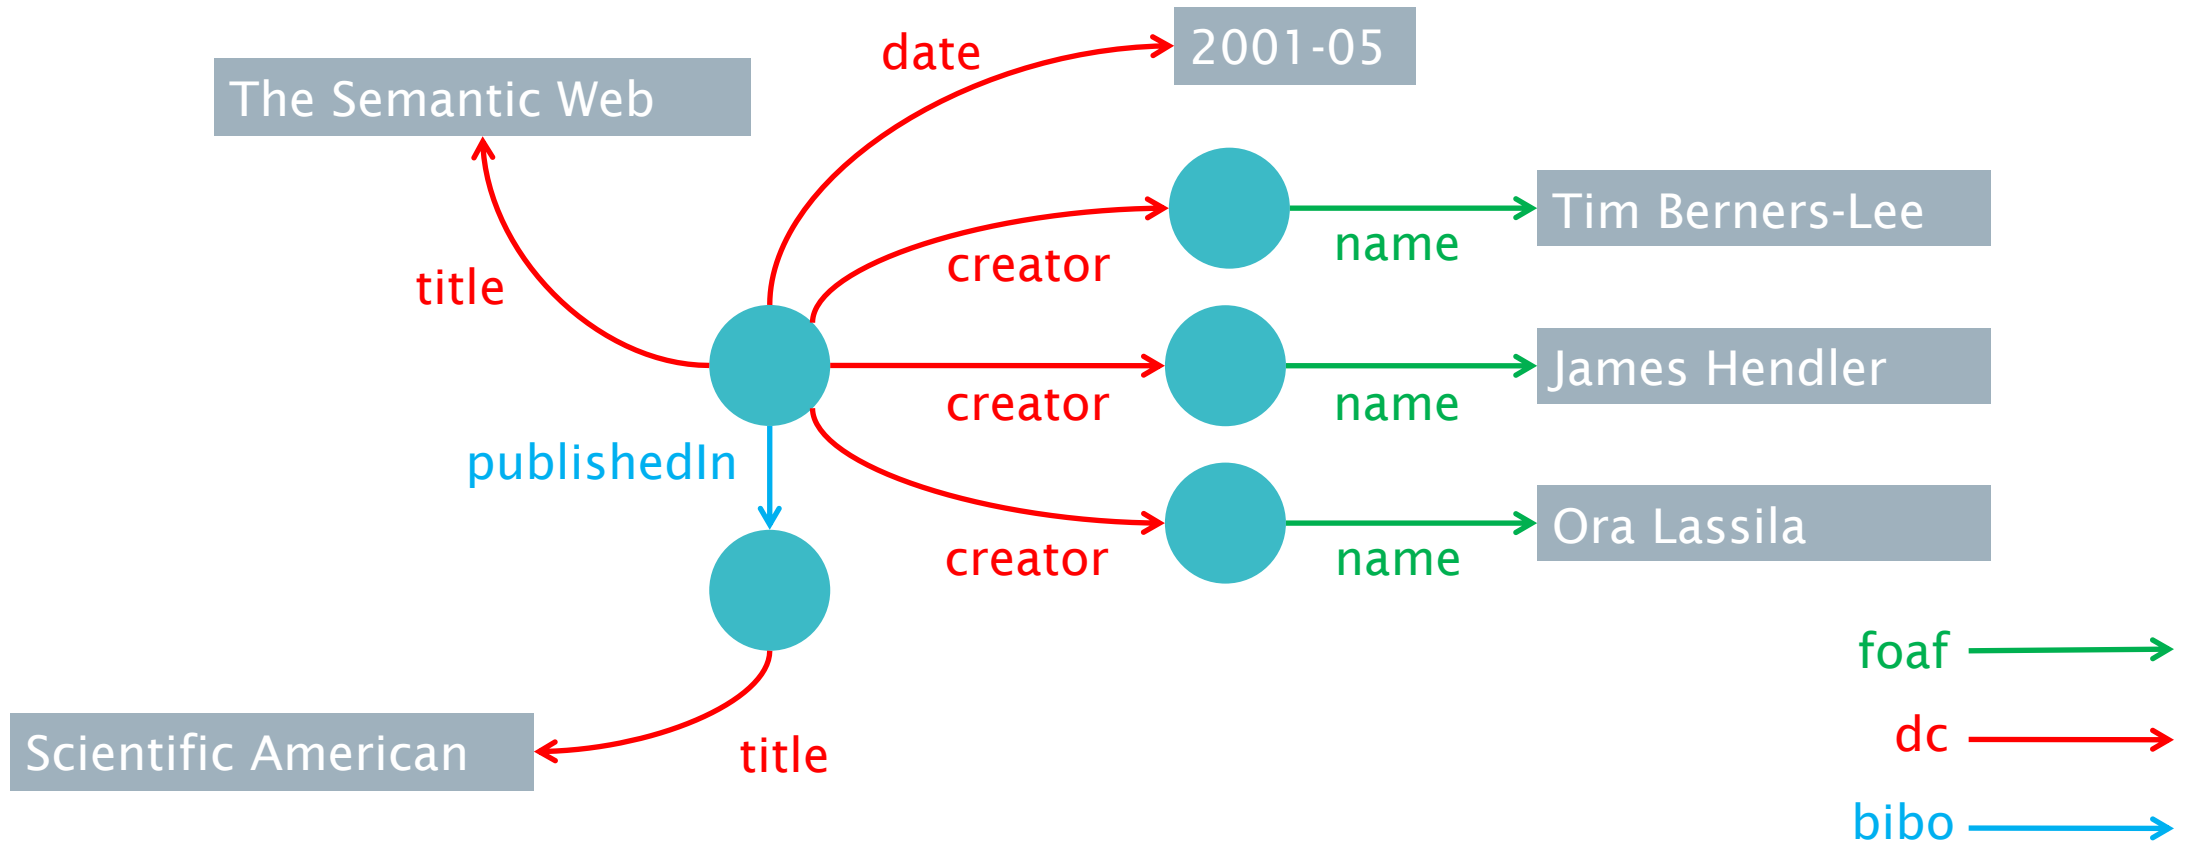 date
2001-05
The Semantic Web
Tim Berners-Lee
name
creator
title
James Hendler
creator
name
publishedIn
Ora Lassila
creator
name
foaf
dc
Scientific American
title
bibo